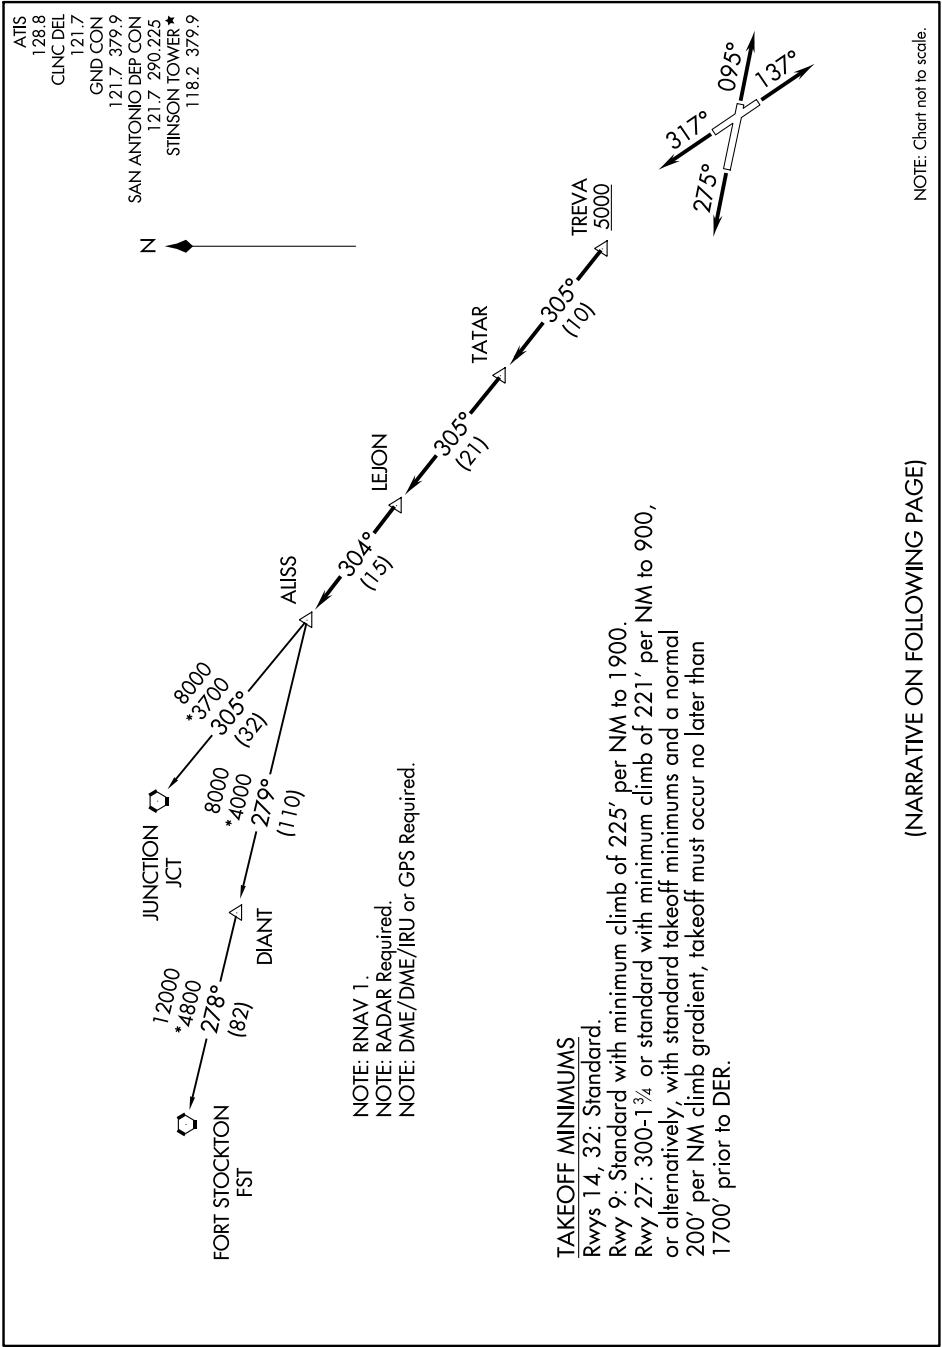 ATIS
128.8
CLNC DEL
121.7
GND CON
121.7 379.9
SAN ANTONIO DEP CON
121.7 290.225
STINSON TOWER★
118.2 379.9
N
095°
137°
317°
275°
TREVA
5000
305°
(10)
TATAR
305°
(21)
LEJON
304°
(15)
ALISS
8000
*3700
305°
(32)
JUNCTION
JCT
8000
*4000
279°
(110)
DIANT
12000
*4800
278°
(82)
FORT STOCKTON
FST
NOTE: RNAV 1.
NOTE: RADAR Required.
NOTE: DME/DME/IRU or GPS Required.
TAKEOFF MINIMUMS
Rwys 14, 32: Standard.
Rwy 9: Standard with minimum climb of 225' per NM to 1900.
Rwy 27: 300-1¾ or standard with minimum climb of 221' per NM to 900,
or alternatively, with standard takeoff minimums and a normal
200' per NM climb gradient, takeoff must occur no later than
1700' prior to DER.
(NARRATIVE ON FOLLOWING PAGE)
NOTE: Chart not to scale.